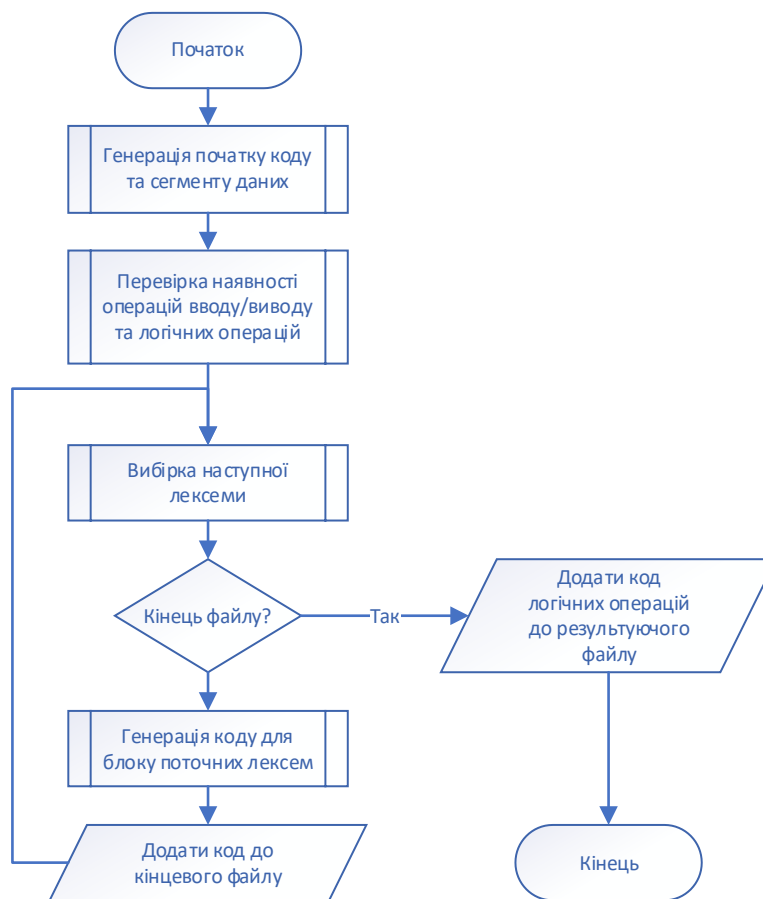 Початок
Генерація початку коду
та сегменту даних
Перевірка наявності
операцій вводу/виводу
та логічних операцій
Вибірка наступної
лексеми
Кінець файлу?
Так
Додати код
логічних операцій
до результуючого
файлу
Генерація коду для
блоку поточних лексем
Додати код до
кінцевого файлу
Кінець